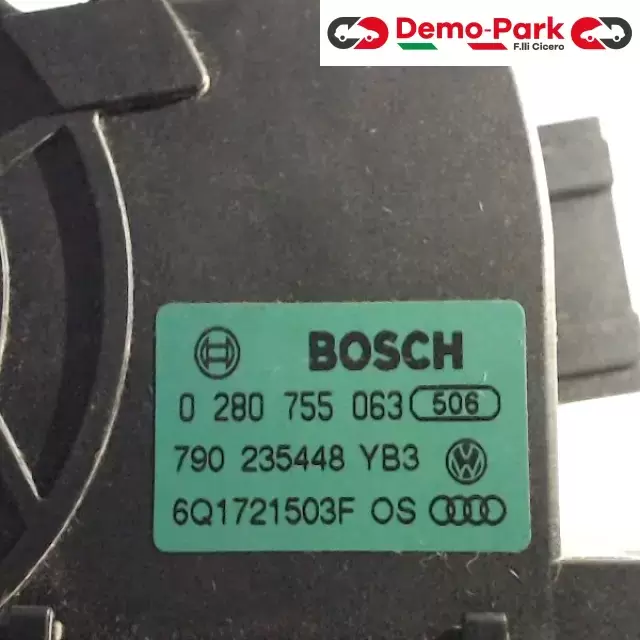 Demo-Park
F.lli Cicero
BOSCH
0 280 755 063 506
790 235448 YB3
6Q1721503F OS